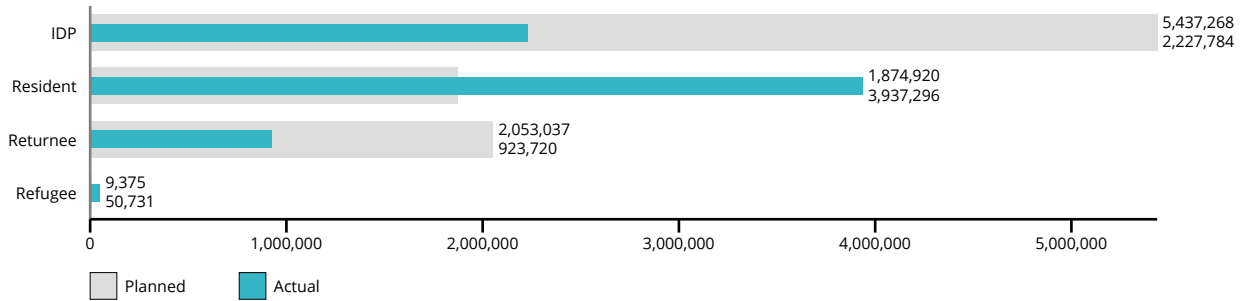 IDP
5,437,268
2,227,784
Resident
1,874,920
3,937,296
Returnee
2,053,037
923,720
Refugee
9,375
50,731
0 1,000,000 2,000,000 3,000,000 4,000,000 5,000,000
Planned Actual